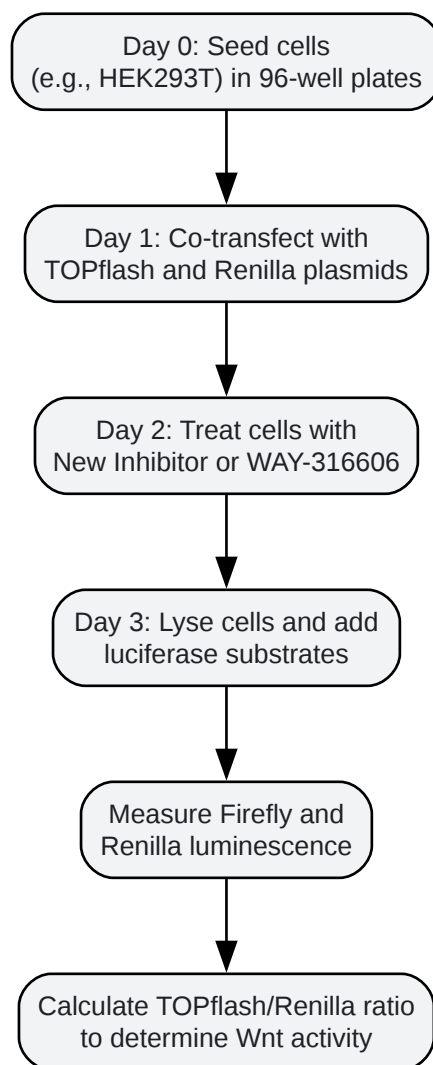 Day 0: Seed cells
(e.g., HEK293T) in 96-well plates
Day 1: Co-transfect with
TOPflash and Renilla plasmids
Day 2: Treat cells with
New Inhibitor or WAY-316606
Day 3: Lyse cells and add
luciferase substrates
Measure Firefly and
Renilla luminescence
Calculate TOPflash/Renilla ratio
to determine Wnt activity